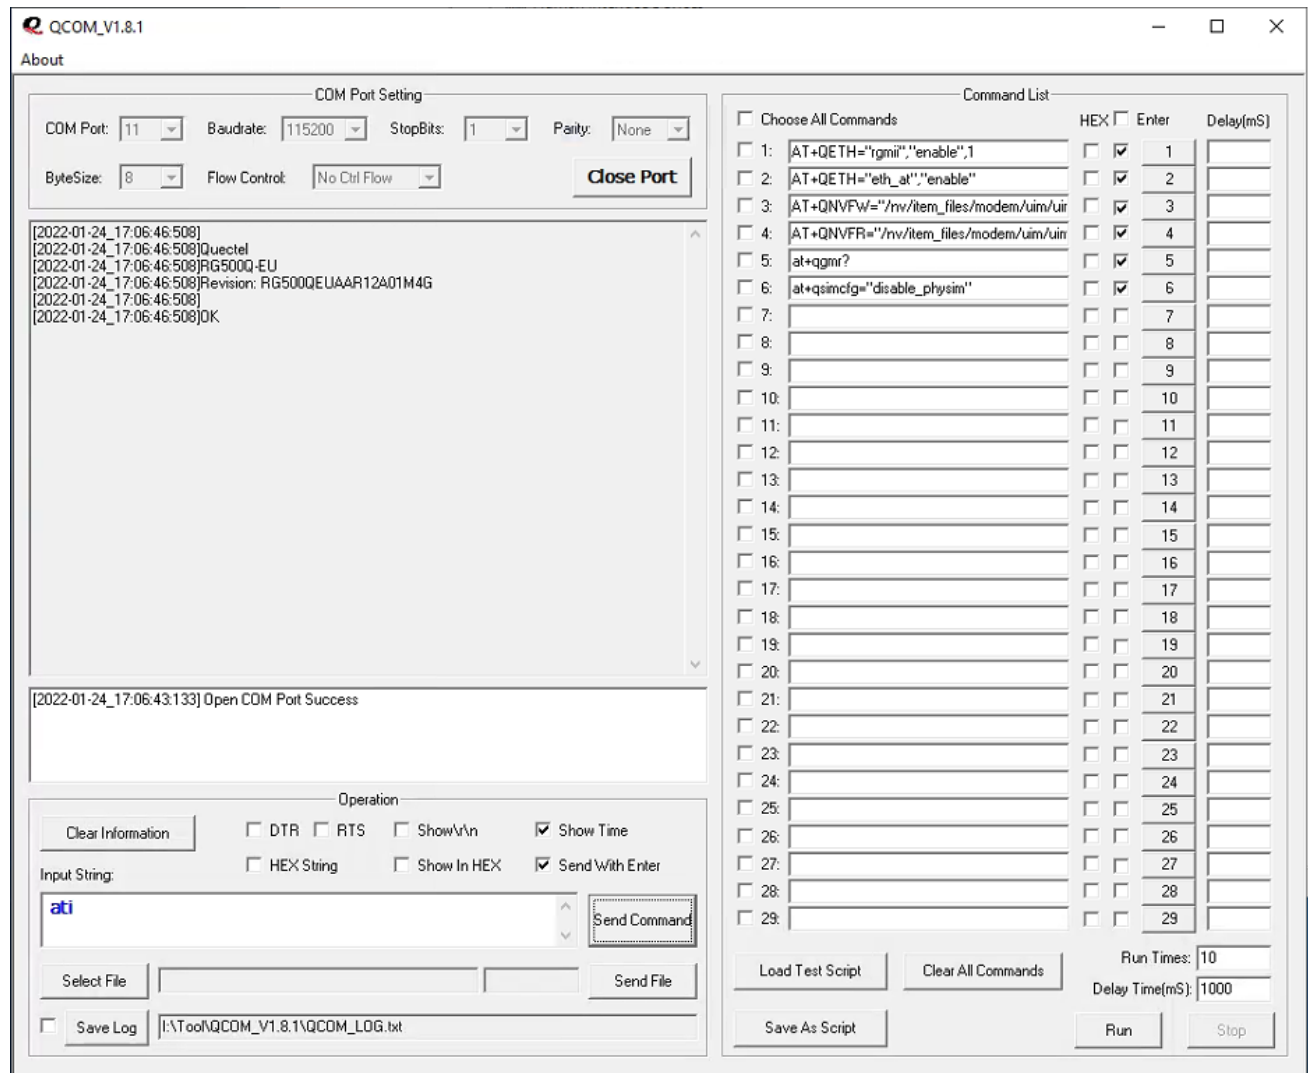 QCOM_V1.8.1
About
COM Port Setting
COM Port: 11 Baudrate: 115200 StopBits: 1 Parity: None
ByteSize: 8 Flow Control: No Ctrl Flow Close Port
[2022-01-24_17:06:46:508]
[2022-01-24_17:06:46:508]Quectel
[2022-01-24_17:06:46:508]RG500Q-EU
[2022-01-24_17:06:46:508]Revision: RG500QEUAAR12A01M4G
[2022-01-24_17:06:46:508]
[2022-01-24_17:06:46:508]OK
[2022-01-24_17:06:43:133] Open COM Port Success
Operation
Clear Information DTR RTS Show\r\n Show Time
HEX String Show In HEX Send With Enter
Input String:
ati
Send Command
Select File Send File
Save Log I:\Tool\QCOM_V1.8.1\QCOM_LOG.txt
Command List
Choose All Commands HEX Enter Delay(mS)
1: AT+QETH="rgmii","enable",1 1
2: AT+QETH="eth_at","enable" 2
3: AT+QNVFW="/nv/item_files/modem/uim/uim 3
4: AT+QNVFR="/nv/item_files/modem/uim/uim 4
5: at+qgmr? 5
6: at+qsimcfg="disable_physim" 6
7: 7
8: 8
9: 9
10: 10
11: 11
12: 12
13: 13
14: 14
15: 15
16: 16
17: 17
18: 18
19: 19
20: 20
21: 21
22: 22
23: 23
24: 24
25: 25
26: 26
27: 27
28: 28
29: 29
Load Test Script Clear All Commands Run Times: 10
Delay Time(mS): 1000
Save As Script Run Stop